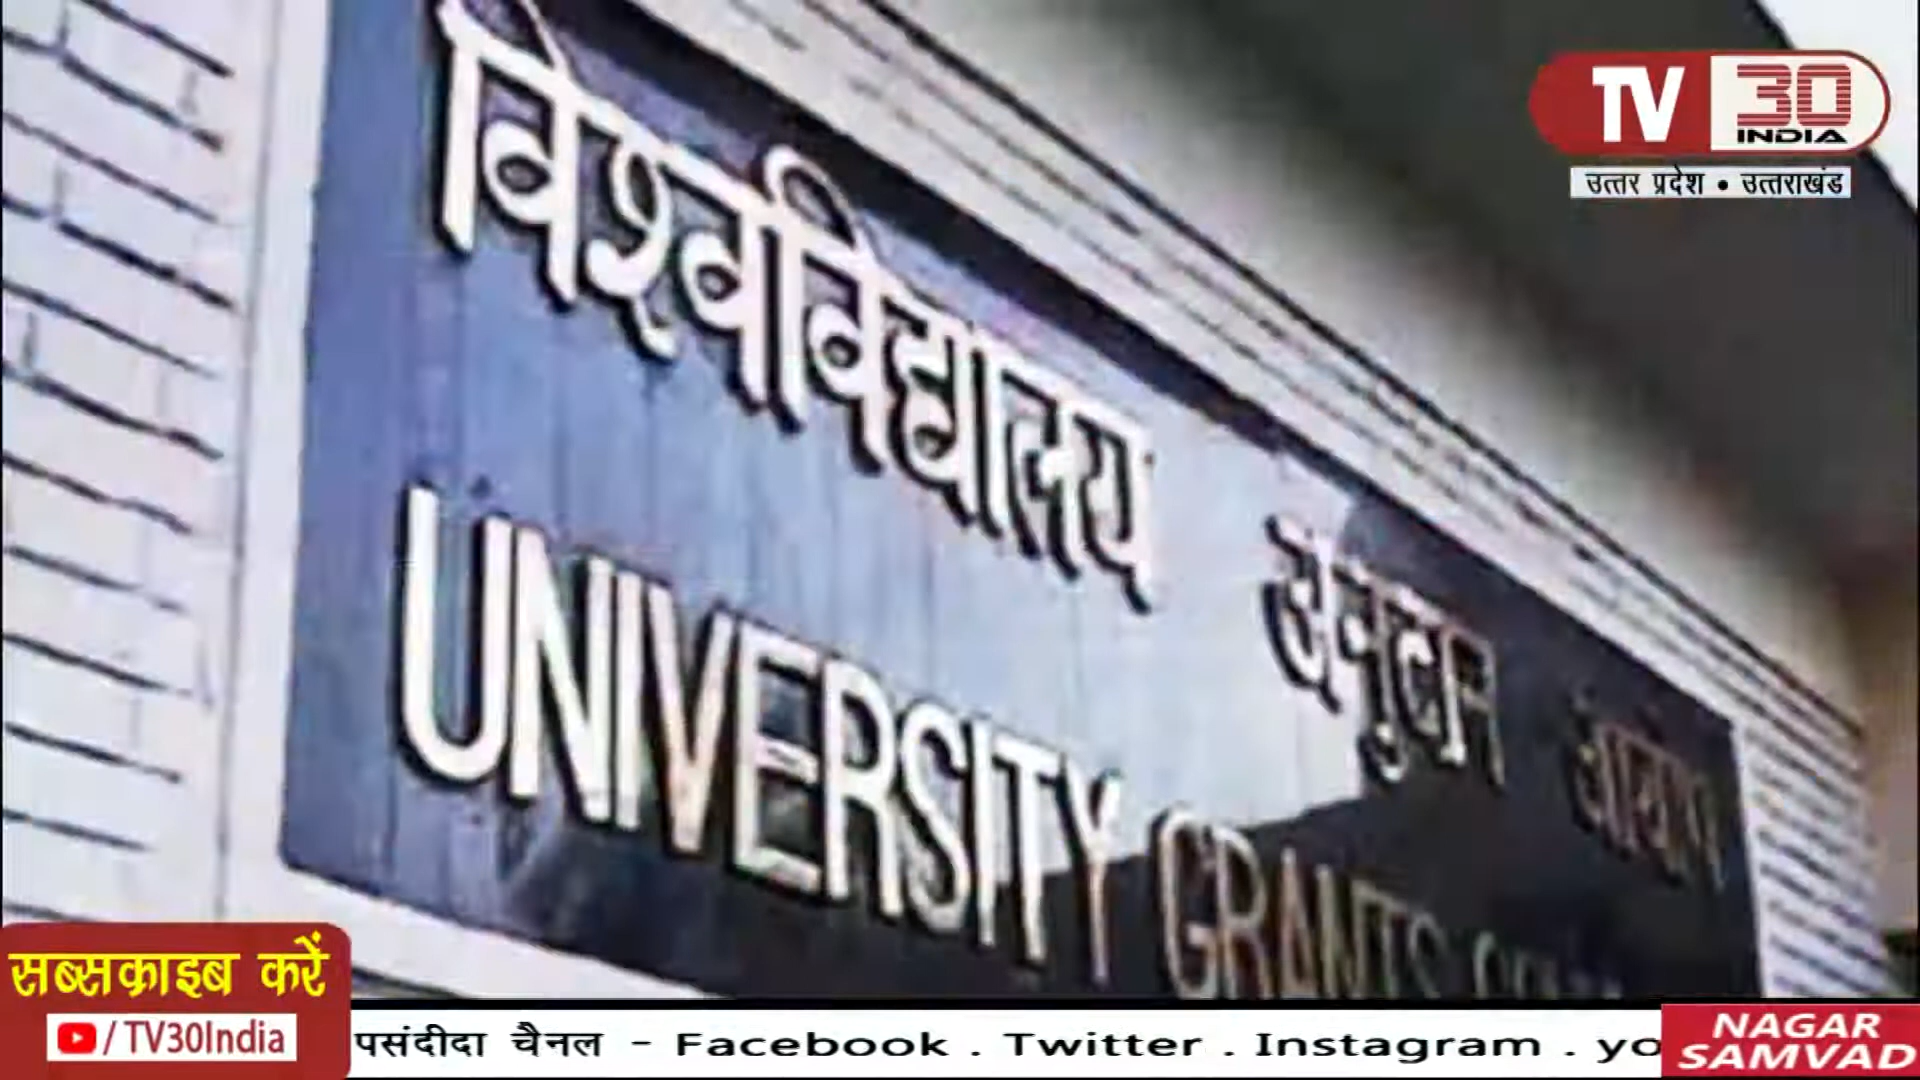 विश्वविद्यालय अनुदान आयोग
UNIVERSITY GRANTS
TV 30 INDIA
उत्तर प्रदेश • उत्तराखंड
सब्सक्राइब करें
/TV30India
पसंदीदा चैनल - Facebook . Twitter . Instagram . yo
NAGAR
SAMVAD